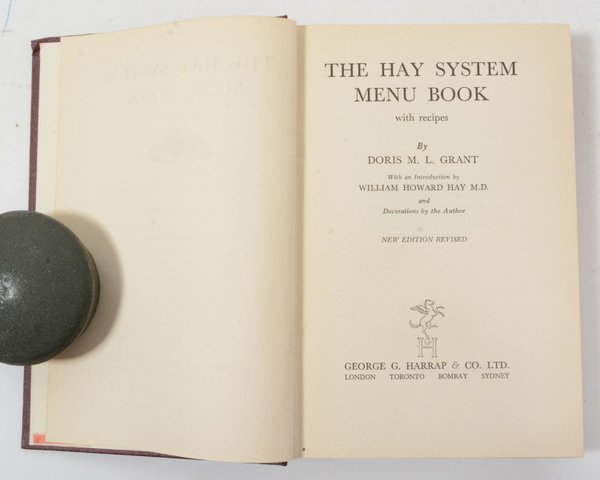 THE HAY SYSTEM
MENU BOOK
with recipes
By
DORIS M. L. GRANT
With an Introduction by
WILLIAM HOWARD HAY M.D.
and
Decorations by the Author
NEW EDITION REVISED
H
GEORGE G. HARRAP & CO. LTD.
LONDON TORONTO BOMBAY SYDNEY